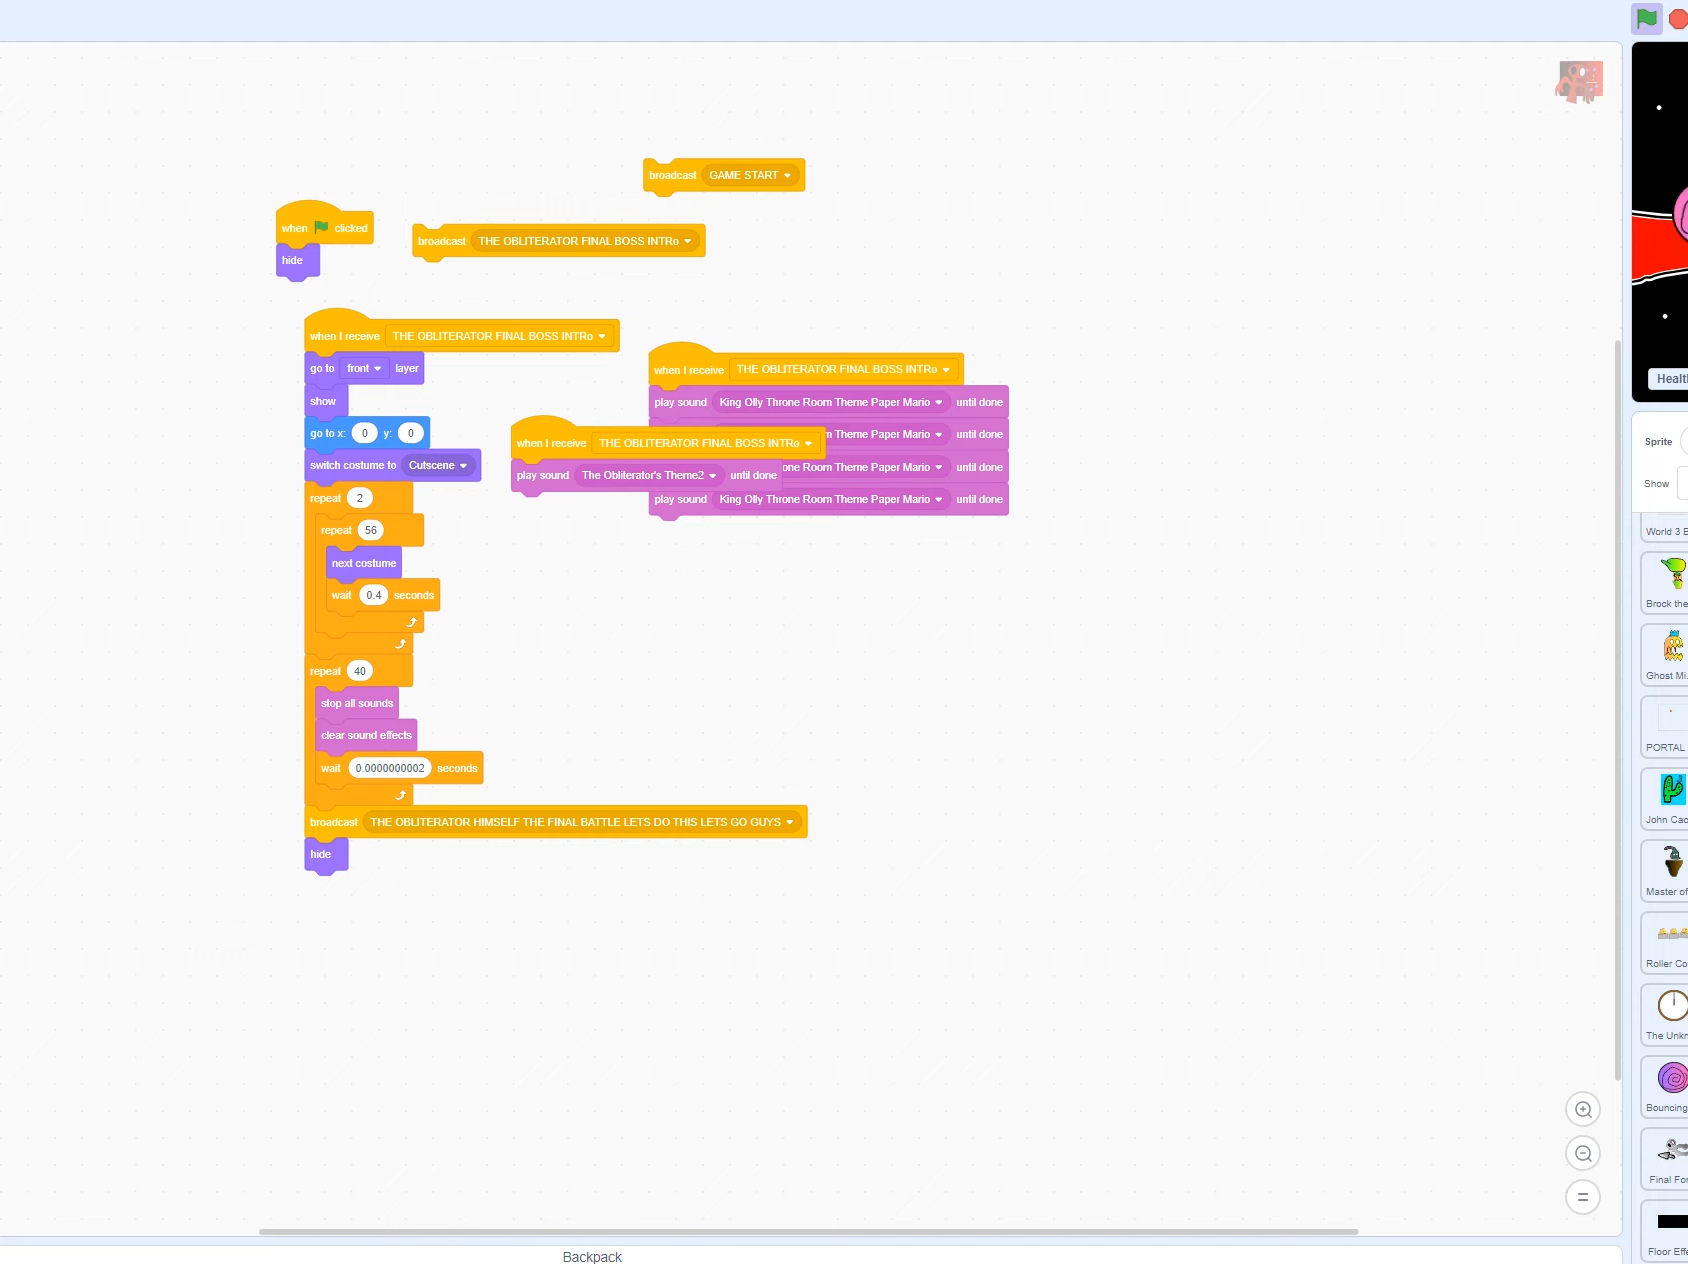 broadcast GAME START
when clicked
hide
broadcast THE OBLITERATOR FINAL BOSS INTRo
when I receive THE OBLITERATOR FINAL BOSS INTRo
go to front layer
show
go to x: 0 y: 0
switch costume to Cutscene
repeat 2
repeat 56
next costume
wait 0.4 seconds
repeat 40
stop all sounds
clear sound effects
wait 0.0000000002 seconds
broadcast THE OBLITERATOR HIMSELF THE FINAL BATTLE LETS DO THIS LETS GO GUYS
hide
when I receive THE OBLITERATOR FINAL BOSS INTRo
play sound The Obliterator's Theme2 until done
when I receive THE OBLITERATOR FINAL BOSS INTRo
play sound King Olly Throne Room Theme Paper Mario until done
Theme Paper Mario until done
Room Theme Paper Mario until done
play sound King Olly Throne Room Theme Paper Mario until done
Sprite
Show
World 3 B
Brock the
Ghost Mi
PORTAL
John Cac
Master of
Roller Co
The Unkn
Bouncing
Final For
Floor Effe
Backpack